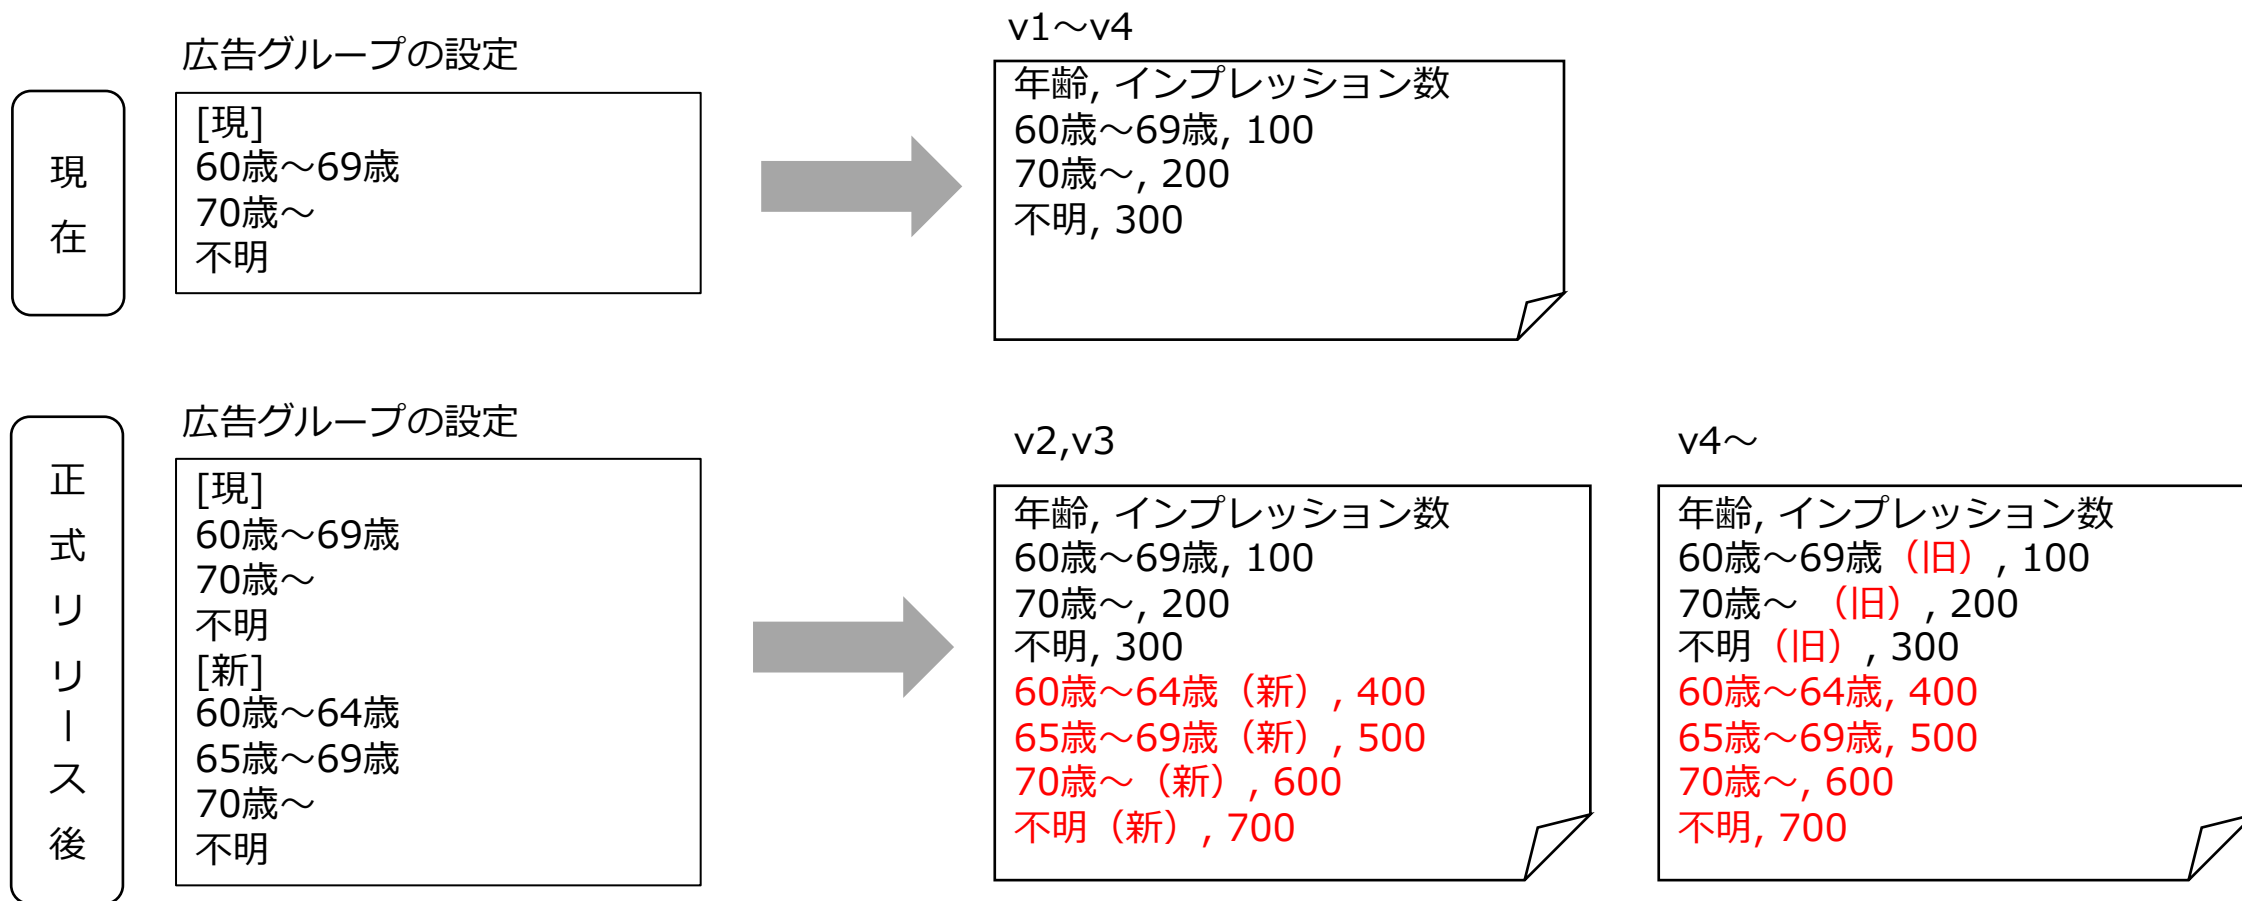 現在
広告グループの設定
[現]
60歳～69歳
70歳～
不明
v1～v4
年齢, インプレッション数
60歳～69歳, 100
70歳～, 200
不明, 300
正式リリース後
広告グループの設定
[現]
60歳～69歳
70歳～
不明
[新]
60歳～64歳
65歳～69歳
70歳～
不明
v2,v3
年齢, インプレッション数
60歳～69歳, 100
70歳～, 200
不明, 300
60歳～64歳（新）, 400
65歳～69歳（新）, 500
70歳～（新）, 600
不明（新）, 700
v4～
年齢, インプレッション数
60歳～69歳（旧）, 100
70歳～ （旧）, 200
不明（旧）, 300
60歳～64歳, 400
65歳～69歳, 500
70歳～, 600
不明, 700